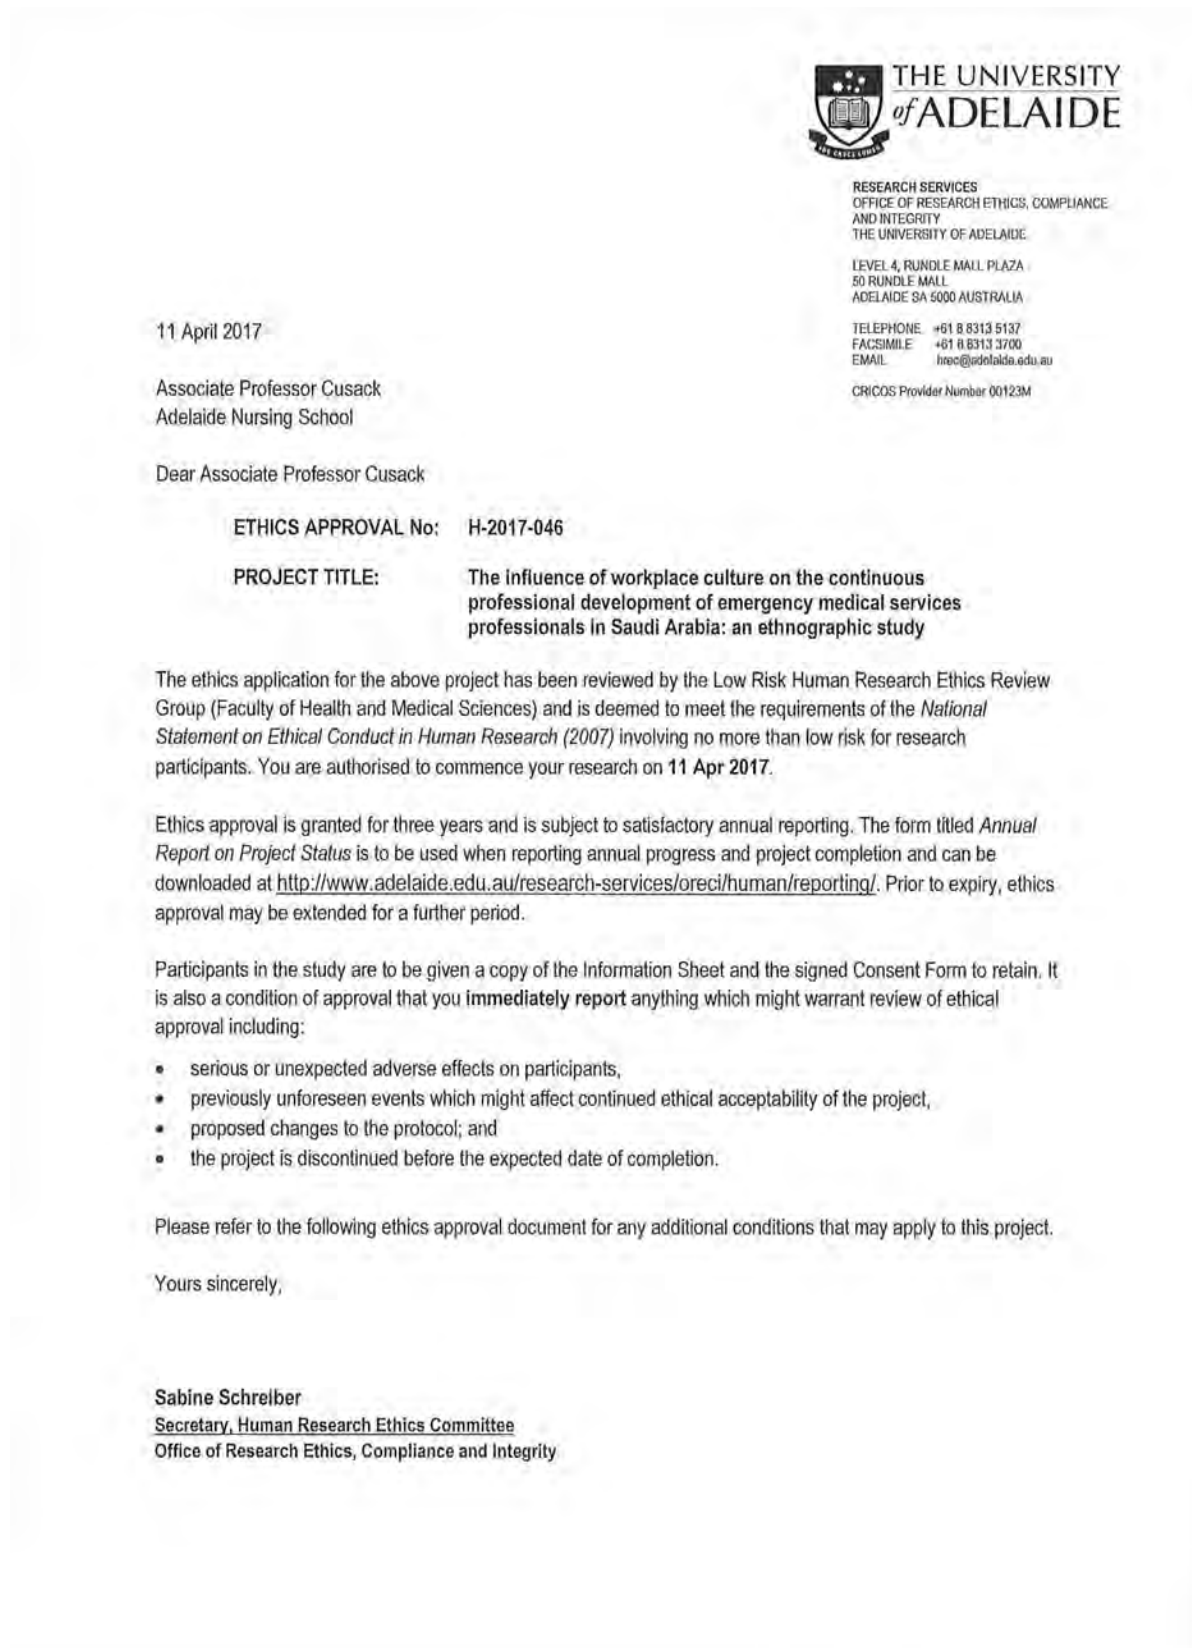 THE UNIVERSITY
of ADELAIDE
RESEARCH SERVICES
OFFICE OF RESEARCH ETHICS, COMPLIANCE
AND INTEGRITY
THE UNIVERSITY OF ADELAIDE
LEVEL 4, RUNDLE MALL PLAZA
50 RUNDLE MALL
ADELAIDE SA 5000 AUSTRALIA
TELEPHONE +61 8 8313 5137
FACSIMILE +61 8 8313 3700
EMAIL hrec@adelaide.edu.au
CRICOS Provider Number 00123M
11 April 2017
Associate Professor Cusack
Adelaide Nursing School
Dear Associate Professor Cusack
ETHICS APPROVAL No: H-2017-046
PROJECT TITLE: The influence of workplace culture on the continuous
professional development of emergency medical services
professionals in Saudi Arabia: an ethnographic study
The ethics application for the above project has been reviewed by the Low Risk Human Research Ethics Review
Group (Faculty of Health and Medical Sciences) and is deemed to meet the requirements of the National
Statement on Ethical Conduct in Human Research (2007) involving no more than low risk for research
participants. You are authorised to commence your research on 11 Apr 2017.
Ethics approval is granted for three years and is subject to satisfactory annual reporting. The form titled Annual
Report on Project Status is to be used when reporting annual progress and project completion and can be
downloaded at http://www.adelaide.edu.au/research-services/oreci/human/reporting/. Prior to expiry, ethics
approval may be extended for a further period.
Participants in the study are to be given a copy of the Information Sheet and the signed Consent Form to retain. It
is also a condition of approval that you immediately report anything which might warrant review of ethical
approval including:
• serious or unexpected adverse effects on participants,
• previously unforeseen events which might affect continued ethical acceptability of the project,
• proposed changes to the protocol; and
• the project is discontinued before the expected date of completion.
Please refer to the following ethics approval document for any additional conditions that may apply to this project.
Yours sincerely,
Sabine Schreiber
Secretary, Human Research Ethics Committee
Office of Research Ethics, Compliance and Integrity